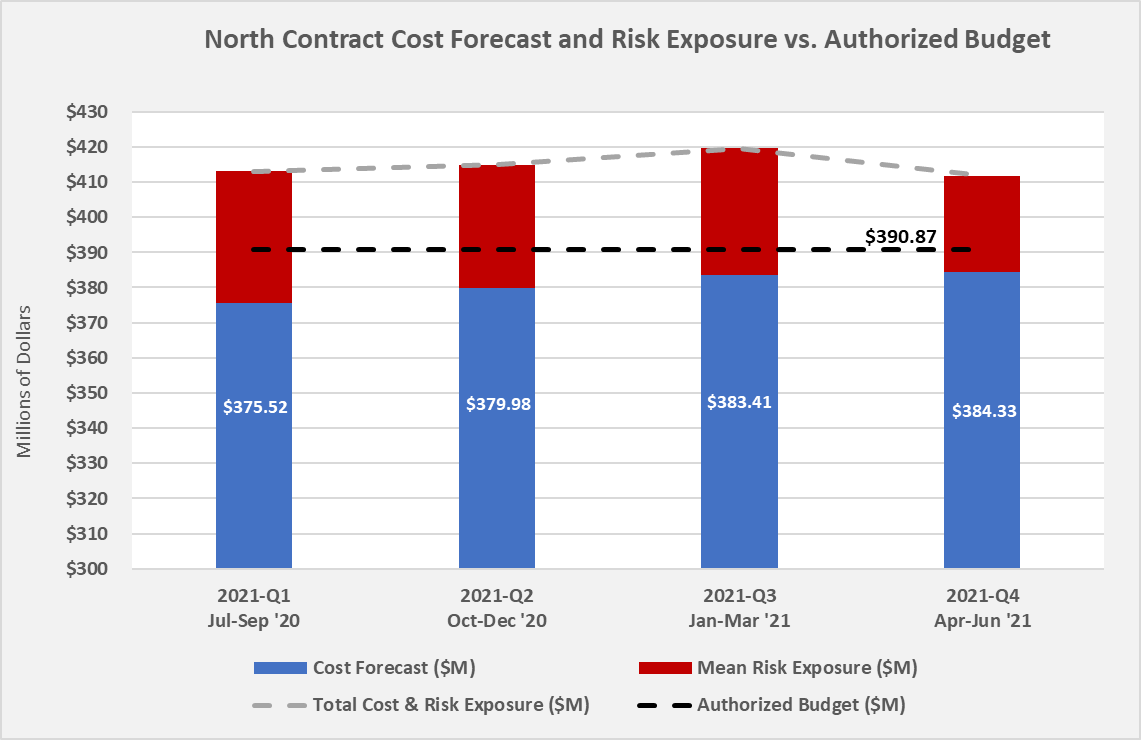 North Contract Cost Forecast and Risk Exposure vs. Authorized Budget
$430
$420
$410
$400
$390
$380
$370
$360
$350
$340
$330
$320
$310
$300
Millions of Dollars
$390.87
$375.52
$379.98
$383.41
$384.33
2021-Q1
Jul-Sep '20
2021-Q2
Oct-Dec '20
2021-Q3
Jan-Mar '21
2021-Q4
Apr-Jun '21
Cost Forecast ($M)
Mean Risk Exposure ($M)
Total Cost & Risk Exposure ($M)
Authorized Budget ($M)